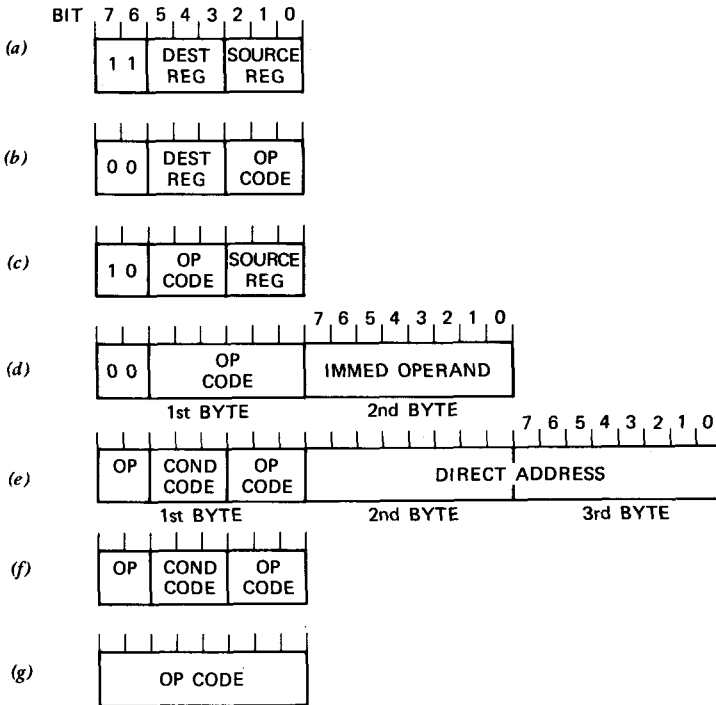 BIT 7 6 5 4 3 2 1 0
(a) 1 1 DEST REG SOURCE REG
(b) 0 0 DEST REG OP CODE
(c) 1 0 OP CODE SOURCE REG
7 6 5 4 3 2 1 0
(d) 0 0 OP CODE IMMED OPERAND
1st BYTE 2nd BYTE
7 6 5 4 3 2 1 0
(e) OP COND CODE OP CODE DIRECT ADDRESS
1st BYTE 2nd BYTE 3rd BYTE
(f) OP COND CODE OP CODE
(g) OP CODE